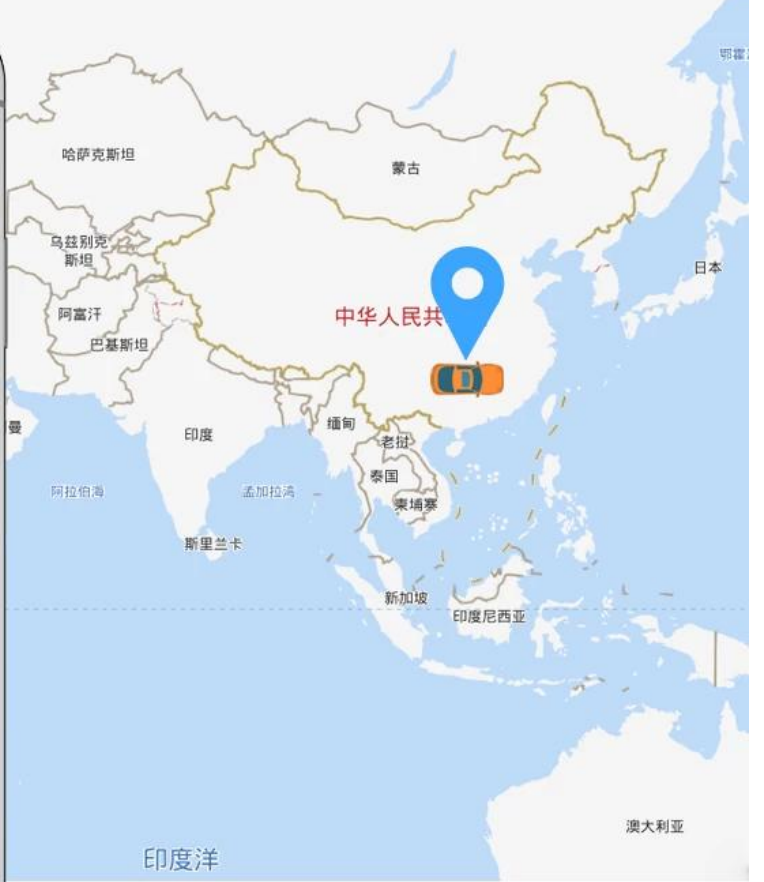 鄂霍
哈萨克斯坦
蒙古
乌兹别克
斯坦
日本
阿富汗
中华人民共
巴基斯坦
曼
印度
缅甸
老挝
泰国
阿拉伯海
孟加拉湾
柬埔寨
斯里兰卡
新加坡
印度尼西亚
澳大利亚
印度洋